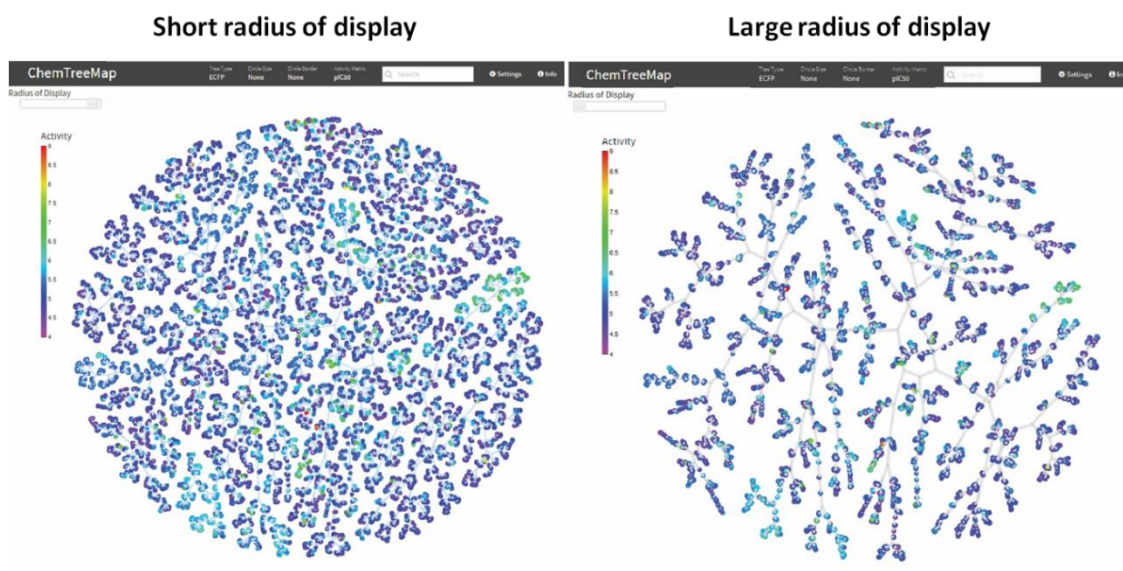 Short radius of display
Large radius of display
ChemTreeMap
Tree Type
ECFP
Circle Size
None
Circle Border
None
Activity Metric
pIC50
Search
Settings
Info
Radius of Display
Activity
9
8.5
8
7.5
7
6.5
6
5.5
5
4.5
4
ChemTreeMap
Tree Type
ECFP
Circle Size
None
Circle Border
None
Activity Metric
pIC50
Search
Settings
In
Radius of Display
Activity
9
8.5
8
7.5
7
6.5
6
5.5
5
4.5
4